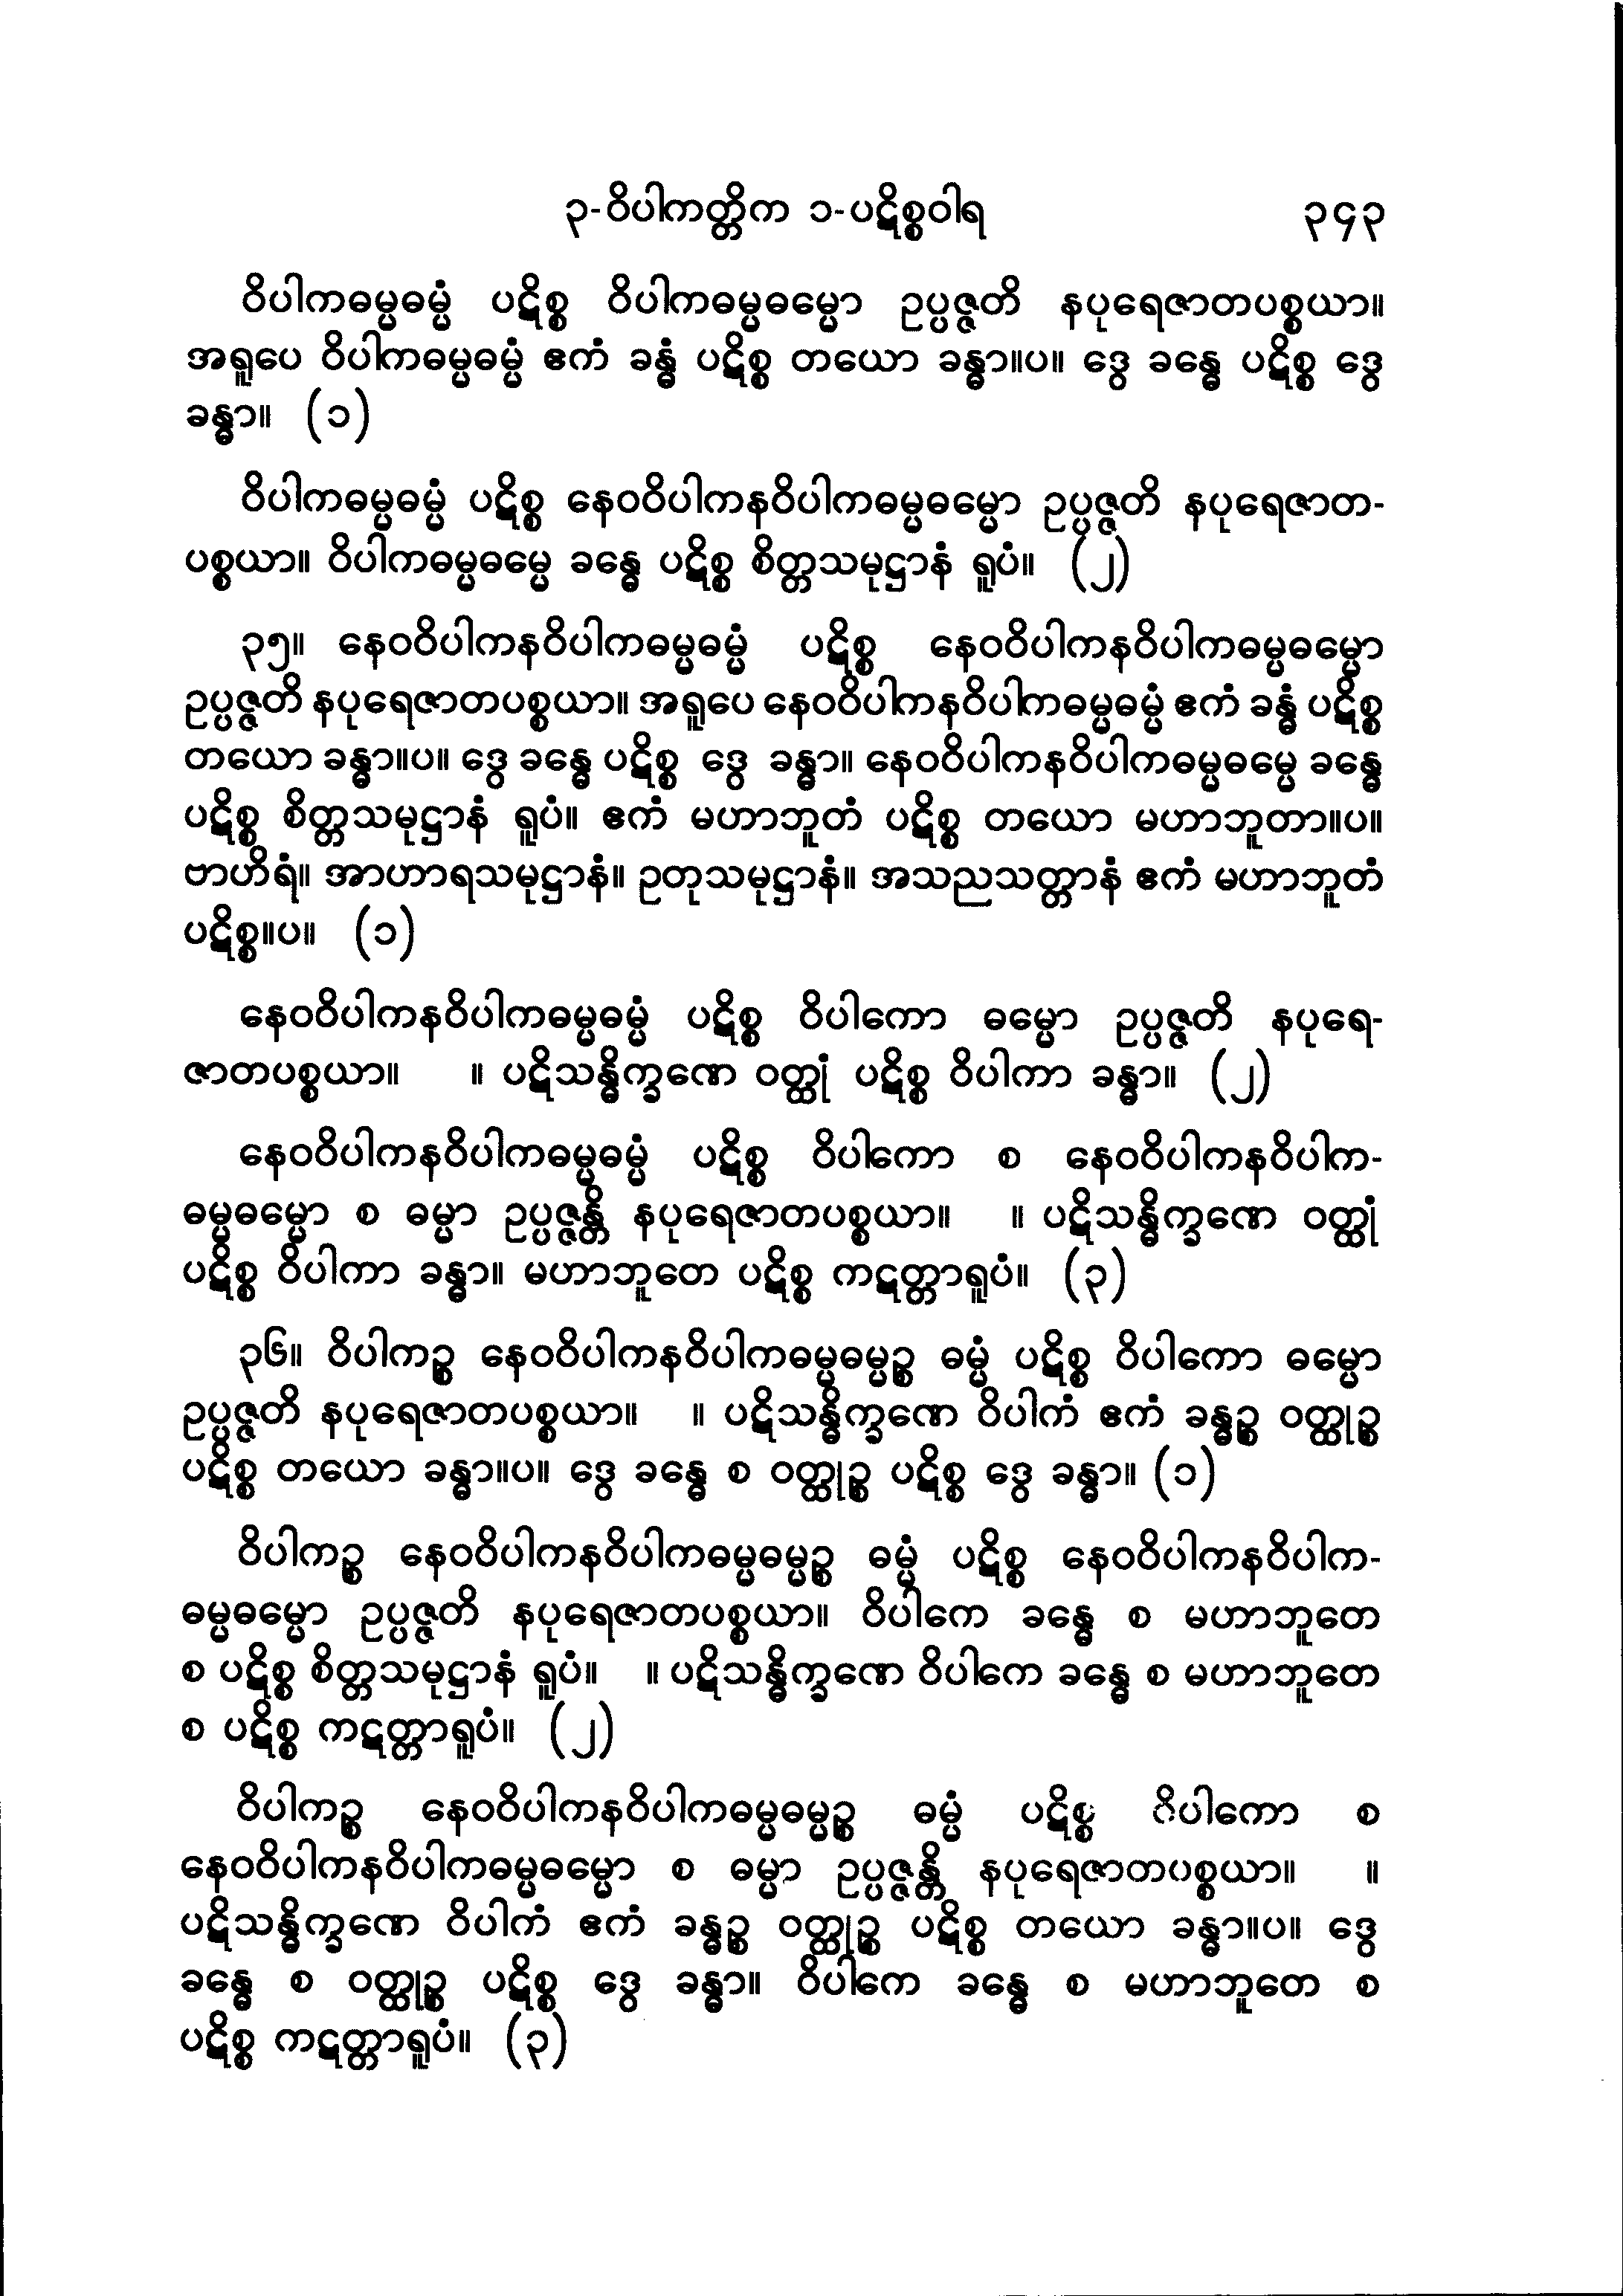 ၃-ဝိပါကတ္တိက ၁-ပဋိစ္စဝါရ ၃၄၃
ဝိပါကဓမ္မဓမ္မံ ပဋိစ္စ ဝိပါကဓမ္မဓမ္မော ဥပ္ပဇ္ဇတိ နပုရေဇာတပစ္စယာ။
အရူပေ ဝိပါကဓမ္မဓမ္မံ ဧကံ ခန္ဓံ ပဋိစ္စ တယော ခန္ဓာ။ပ။ ဒွေ ခန္ဓေ ပဋိစ္စ ဒွေ
ခန္ဓာ။ (၁)
ဝိပါကဓမ္မဓမ္မံ ပဋိစ္စ နေဝဝိပါကနဝိပါကဓမ္မဓမ္မော ဥပ္ပဇ္ဇတိ နပုရေဇာတ-
ပစ္စယာ။ ဝိပါကဓမ္မဓမ္မေ ခန္ဓေ ပဋိစ္စ စိတ္တသမုဋ္ဌာနံ ရူပံ။ (၂)
၃၅။ နေဝဝိပါကနဝိပါကဓမ္မဓမ္မံ ပဋိစ္စ နေဝဝိပါကနဝိပါကဓမ္မဓမ္မော
ဥပ္ပဇ္ဇတိ နပုရေဇာတပစ္စယာ။ အရူပေ နေဝဝိပါကနဝိပါကဓမ္မဓမ္မံ ဧကံ ခန္ဓံ ပဋိစ္စ
တယော ခန္ဓာ။ပ။ ဒွေ ခန္ဓေ ပဋိစ္စ ဒွေ ခန္ဓာ။ နေဝဝိပါကနဝိပါကဓမ္မဓမ္မေ ခန္ဓေ
ပဋိစ္စ စိတ္တသမုဋ္ဌာနံ ရူပံ။ ဧကံ မဟာဘူတံ ပဋိစ္စ တယော မဟာဘူတာ။ပ။
ဗာဟိရံ။ အာဟာရသမုဋ္ဌာနံ။ ဥတုသမုဋ္ဌာနံ။ အသညသတ္တာနံ ဧကံ မဟာဘူတံ
ပဋိစ္စ။ပ။ (၁)
နေဝဝိပါကနဝိပါကဓမ္မဓမ္မံ ပဋိစ္စ ဝိပါကော ဓမ္မော ဥပ္ပဇ္ဇတိ နပုရေ-
ဇာတပစ္စယာ။ ။ ပဋိသန္ဓိက္ခဏေ ဝတ္ထုံ ပဋိစ္စ ဝိပါကာ ခန္ဓာ။ (၂)
နေဝဝိပါကနဝိပါကဓမ္မဓမ္မံ ပဋိစ္စ ဝိပါကော စ နေဝဝိပါကနဝိပါက-
ဓမ္မဓမ္မော စ ဓမ္မာ ဥပ္ပဇ္ဇန္တိ နပုရေဇာတပစ္စယာ။ ။ ပဋိသန္ဓိက္ခဏေ ဝတ္ထုံ
ပဋိစ္စ ဝိပါကာ ခန္ဓာ။ မဟာဘူတေ ပဋိစ္စ ကဋတ္တာရူပံ။ (၃)
၃၆။ ဝိပါကဉ္စ နေဝဝိပါကနဝိပါကဓမ္မဓမ္မဉ္စ ဓမ္မံ ပဋိစ္စ ဝိပါကော ဓမ္မော
ဥပ္ပဇ္ဇတိ နပုရေဇာတပစ္စယာ။ ။ ပဋိသန္ဓိက္ခဏေ ဝိပါကံ ဧကံ ခန္ဓဉ္စ ဝတ္ထုဉ္စ
ပဋိစ္စ တယော ခန္ဓာ။ပ။ ဒွေ ခန္ဓေ စ ဝတ္ထုဉ္စ ပဋိစ္စ ဒွေ ခန္ဓာ။ (၁)
ဝိပါကဉ္စ နေဝဝိပါကနဝိပါကဓမ္မဓမ္မဉ္စ ဓမ္မံ ပဋိစ္စ နေဝဝိပါကနဝိပါက-
ဓမ္မဓမ္မော ဥပ္ပဇ္ဇတိ နပုရေဇာတပစ္စယာ။ ဝိပါကေ ခန္ဓေ စ မဟာဘူတေ
စ ပဋိစ္စ စိတ္တသမုဋ္ဌာနံ ရူပံ။ ။ ပဋိသန္ဓိက္ခဏေ ဝိပါကေ ခန္ဓေ စ မဟာဘူတေ
စ ပဋိစ္စ ကဋတ္တာရူပံ။ (၂)
ဝိပါကဉ္စ နေဝဝိပါကနဝိပါကဓမ္မဓမ္မဉ္စ ဓမ္မံ ပဋိစ္စ ဝိပါကော စ
နေဝဝိပါကနဝိပါကဓမ္မဓမ္မော စ ဓမ္မာ ဥပ္ပဇ္ဇန္တိ နပုရေဇာတပစ္စယာ။ ။
ပဋိသန္ဓိက္ခဏေ ဝိပါကံ ဧကံ ခန္ဓဉ္စ ဝတ္ထုဉ္စ ပဋိစ္စ တယော ခန္ဓာ။ပ။ ဒွေ
ခန္ဓေ စ ဝတ္ထုဉ္စ ပဋိစ္စ ဒွေ ခန္ဓာ။ ဝိပါကေ ခန္ဓေ စ မဟာဘူတေ စ
ပဋိစ္စ ကဋတ္တာရူပံ။ (၃)